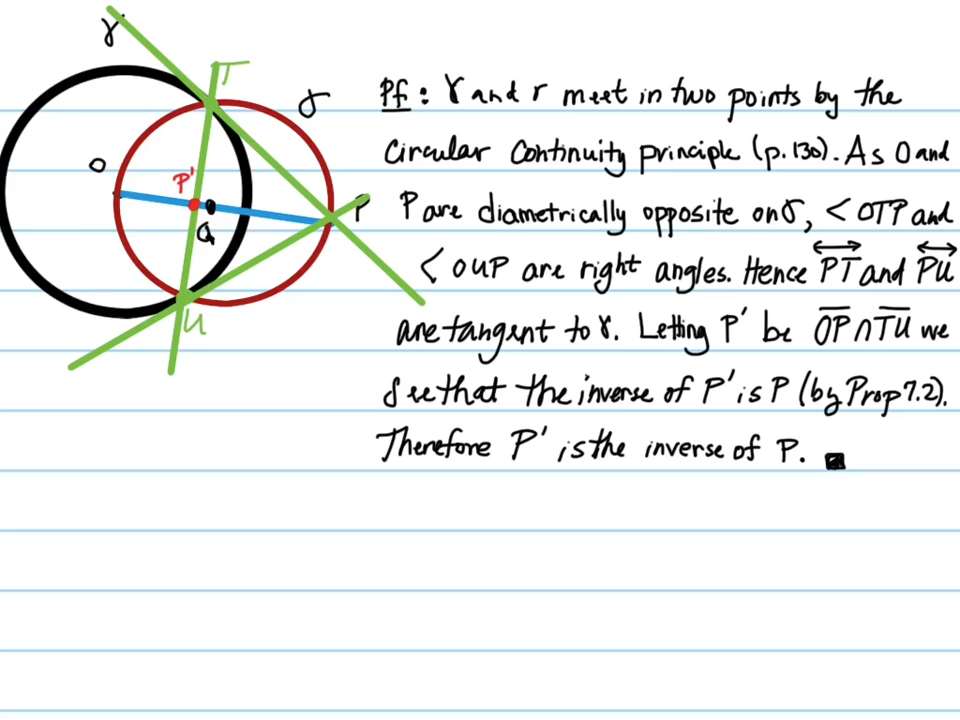 γ
T
σ
O
P'
Q
P
U
Pf: γ and σ meet in two points by the
Circular Continuity principle (p. 130). As O and
P are diametrically opposite on σ, < OTP and
< OUP are right angles. Hence PT and PU
are tangent to γ. Letting P' be OP ∩ TU we
see that the inverse of P' is P (by Prop 7.2).
Therefore P' is the inverse of P. ■